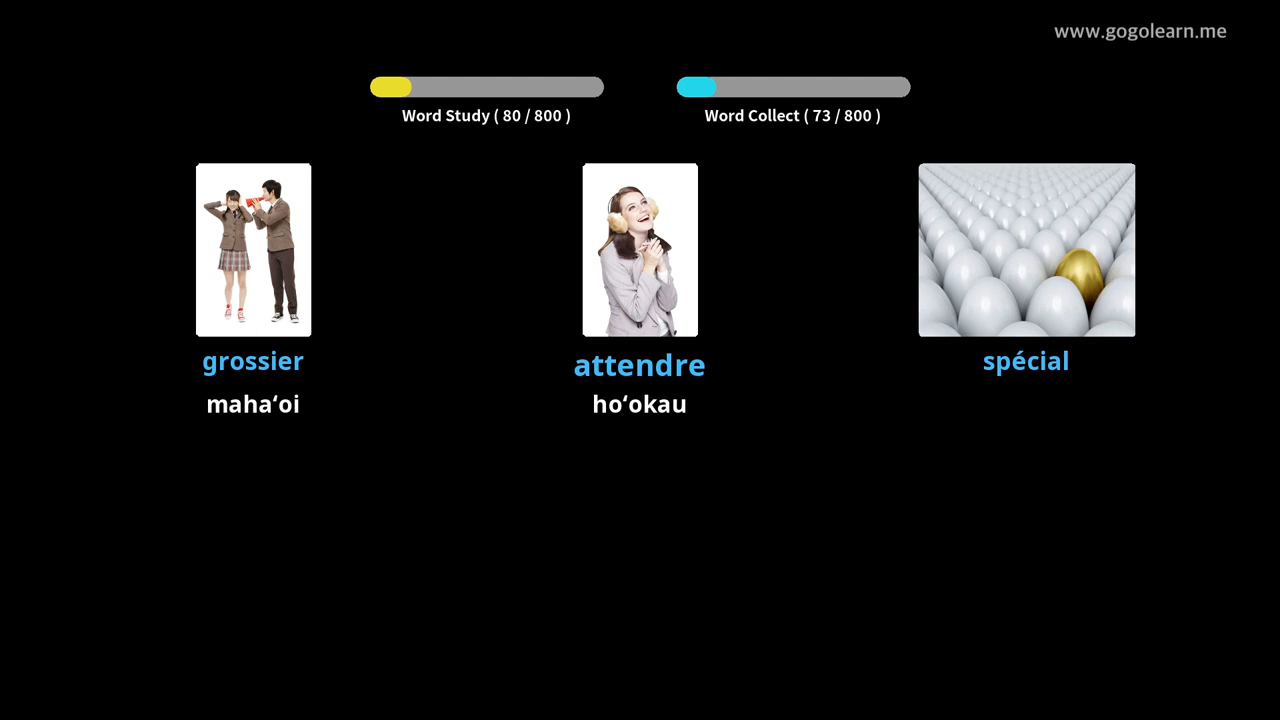 www.gogolearn.me
Word Study ( 80 / 800 )
Word Collect ( 73 / 800 )
grossier
attendre
spécial
mahaʻoi
hoʻokau